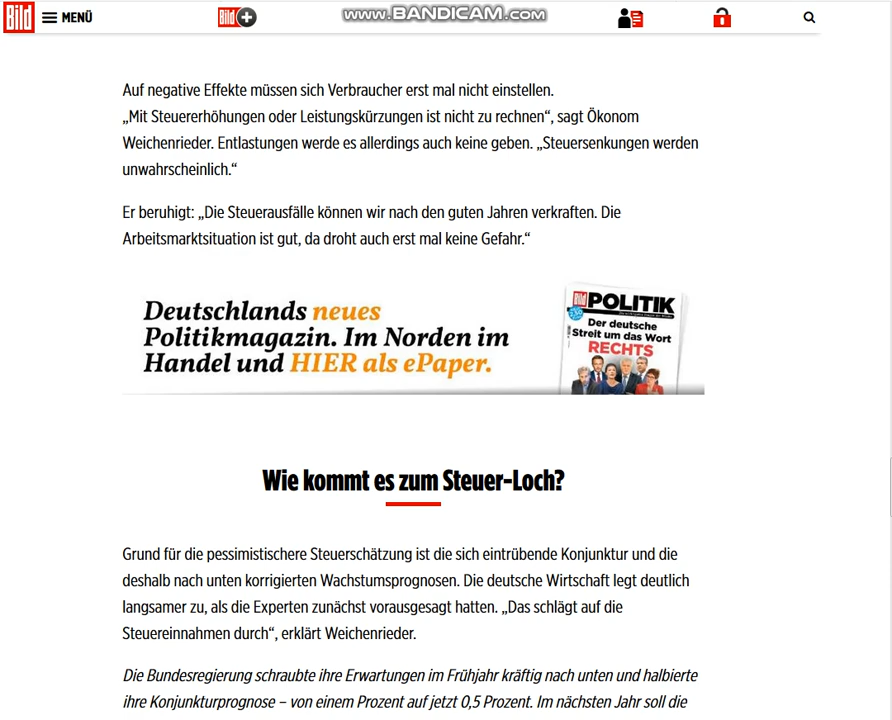 Bild
MENÜ
Bild+
www.BANDICAM.com
Auf negative Effekte müssen sich Verbraucher erst mal nicht einstellen.
„Mit Steuererhöhungen oder Leistungskürzungen ist nicht zu rechnen“, sagt Ökonom
Weichenrieder. Entlastungen werde es allerdings auch keine geben. „Steuersenkungen werden
unwahrscheinlich.“
Er beruhigt: „Die Steuerausfälle können wir nach den guten Jahren verkraften. Die
Arbeitsmarktsituation ist gut, da droht auch erst mal keine Gefahr.“
Deutschlands neues
Politikmagazin. Im Norden im
Handel und HIER als ePaper.
Bild POLITIK
Der deutsche
Streit um das Wort
RECHTS
Wie kommt es zum Steuer-Loch?
Grund für die pessimistischere Steuerschätzung ist die sich eintrübende Konjunktur und die
deshalb nach unten korrigierten Wachstumsprognosen. Die deutsche Wirtschaft legt deutlich
langsamer zu, als die Experten zunächst vorausgesagt hatten. „Das schlägt auf die
Steuereinnahmen durch“, erklärt Weichenrieder.
Die Bundesregierung schraubte ihre Erwartungen im Frühjahr kräftig nach unten und halbierte
ihre Konjunkturprognose – von einem Prozent auf jetzt 0,5 Prozent. Im nächsten Jahr soll die